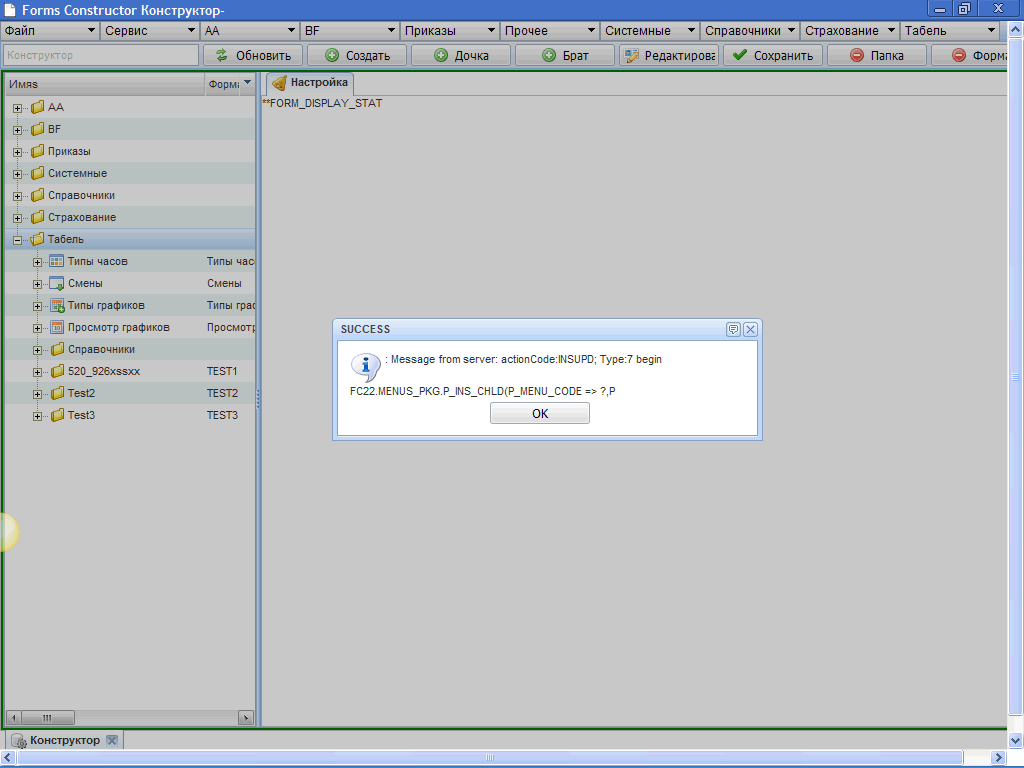 Forms Constructor Конструктор-
Файл Сервис AA BF Приказы Прочее Системные Справочники Страхование Табель
Конструктор Обновить Создать Дочка Брат Редактирова Сохранить Папка Форма
Имяя Форма
Настройка
**FORM_DISPLAY_STAT
AA
BF
Приказы
Системные
Справочники
Страхование
Табель
Типы часов Типы час
Смены Смены
Типы графиков Типы гра
Просмотр графиков Просмотр
Справочники
520_926xssxx TEST1
Test2 TEST2
Test3 TEST3
SUCCESS
: Message from server: actionCode:INSUPD; Type:7 begin
FC22.MENUS_PKG.P_INS_CHLD(P_MENU_CODE => ?,P
OK
Конструктор